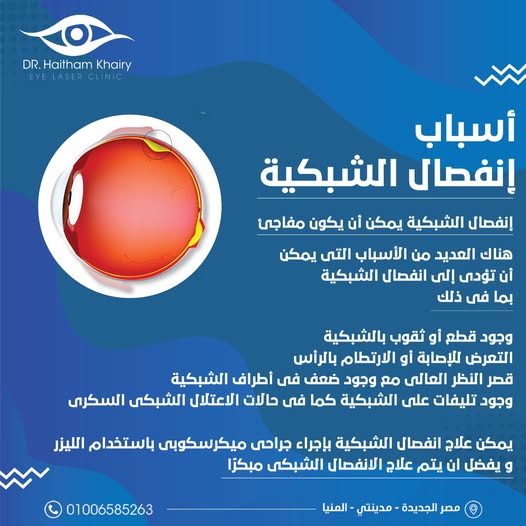 DR. Haitham Khairy
EYE LASER CLINIC
أسباب
إنفصال الشبكية
إنفصال الشبكية يمكن أن يكون مفاجئ
هناك العديد من الأسباب التى يمكن
أن تؤدى إلى انفصال الشبكية
بما فى ذلك
وجود قطع أو ثقوب بالشبكية
التعرض للإصابة أو الارتطام بالرأس
قصر النظر العالى مع وجود ضعف فى أطراف الشبكية
وجود تليفات على الشبكية كما فى حالات الاعتلال الشبكى السكرى
يمكن علاج انفصال الشبكية بإجراء جراحى ميكرسكوبى باستخدام الليزر
و يفضل ان يتم علاج الانفصال الشبكى مبكرًا
01006585263
مصر الجديدة - مدينتي - المنيا